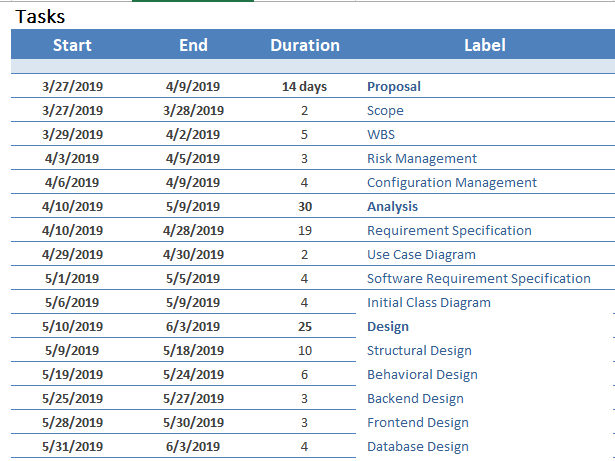 Tasks
Start End Duration Label
3/27/2019 4/9/2019 14 days Proposal
3/27/2019 3/28/2019 2 Scope
3/29/2019 4/2/2019 5 WBS
4/3/2019 4/5/2019 3 Risk Management
4/6/2019 4/9/2019 4 Configuration Management
4/10/2019 5/9/2019 30 Analysis
4/10/2019 4/28/2019 19 Requirement Specification
4/29/2019 4/30/2019 2 Use Case Diagram
5/1/2019 5/5/2019 4 Software Requirement Specification
5/6/2019 5/9/2019 4 Initial Class Diagram
5/10/2019 6/3/2019 25 Design
5/9/2019 5/18/2019 10 Structural Design
5/19/2019 5/24/2019 6 Behavioral Design
5/25/2019 5/27/2019 3 Backend Design
5/28/2019 5/30/2019 3 Frontend Design
5/31/2019 6/3/2019 4 Database Design